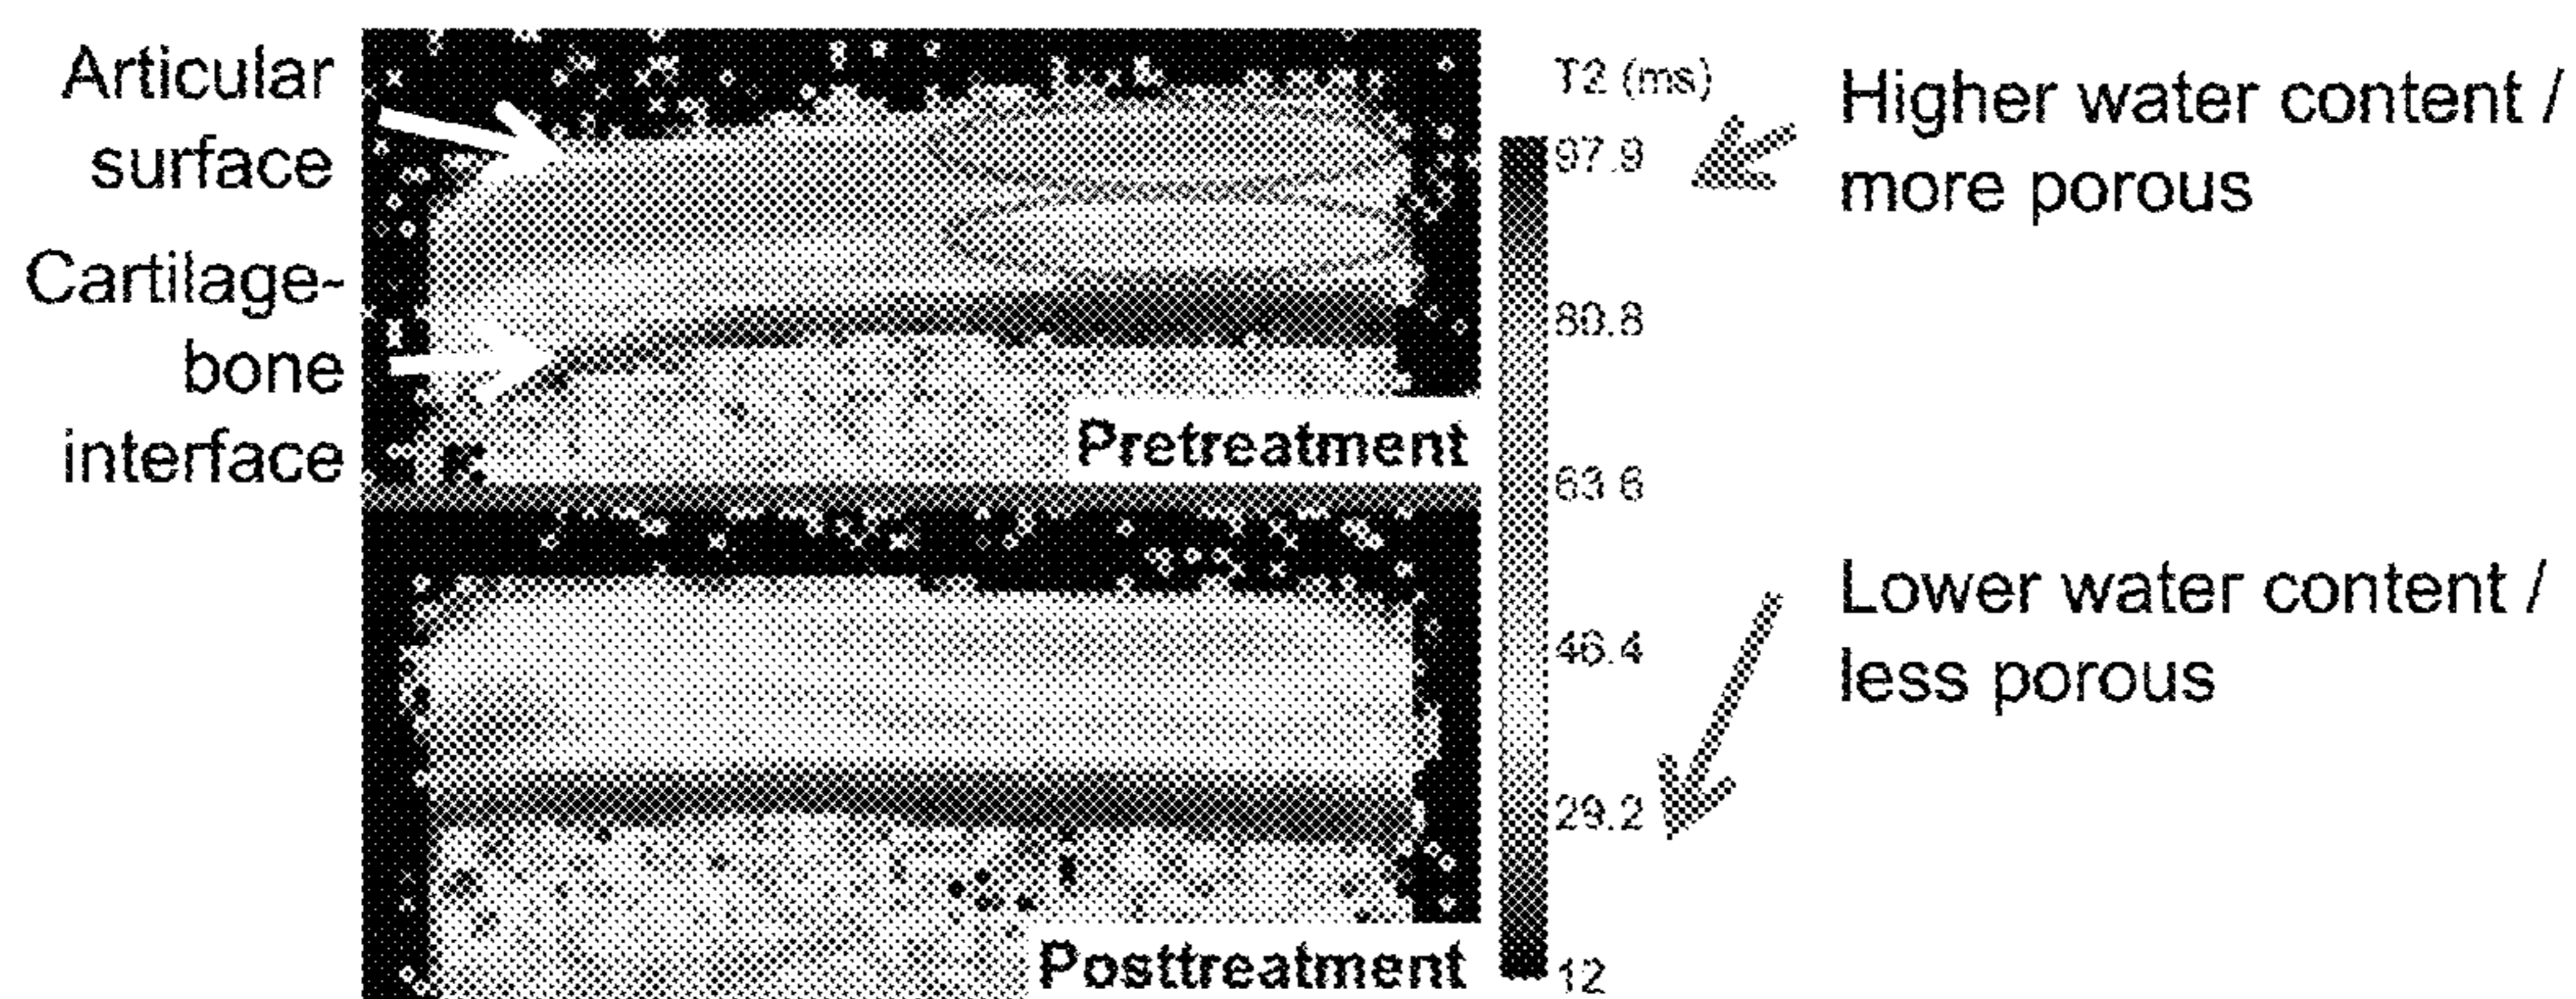 Articular
surface
Cartilage-
bone
interface
Pretreatment
Posttreatment
T2 (ms)
97.9
80.8
63.6
46.4
29.2
12
Higher water content /
more porous
Lower water content /
less porous